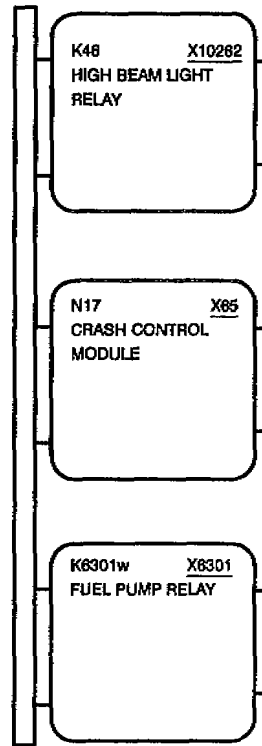 K48 X10262
HIGH BEAM LIGHT
RELAY
N17 X65
CRASH CONTROL
MODULE
K6301w X6301
FUEL PUMP RELAY